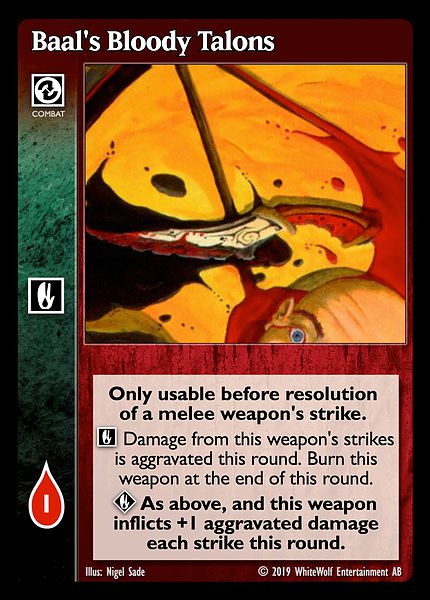 Baal's Bloody Talons
COMBAT
Only usable before resolution
of a melee weapon's strike.
Damage from this weapon's strikes
is aggravated this round. Burn this
weapon at the end of this round.
As above, and this weapon
inflicts +1 aggravated damage
each strike this round.
1
Illus: Nigel Sade
© 2019 WhiteWolf Entertainment AB